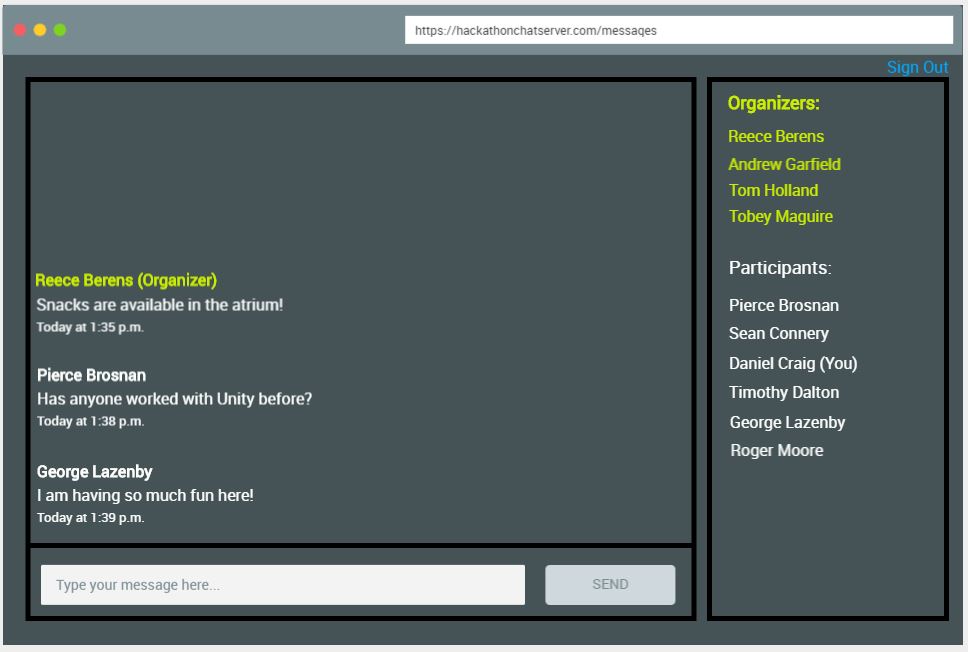 https://hackathonchatserver.com/messages
Sign Out
Reece Berens (Organizer)
Snacks are available in the atrium!
Today at 1:35 p.m.
Pierce Brosnan
Has anyone worked with Unity before?
Today at 1:38 p.m.
George Lazenby
I am having so much fun here!
Today at 1:39 p.m.
Type your message here...
SEND
Organizers:
Reece Berens
Andrew Garfield
Tom Holland
Tobey Maguire
Participants:
Pierce Brosnan
Sean Connery
Daniel Craig (You)
Timothy Dalton
George Lazenby
Roger Moore